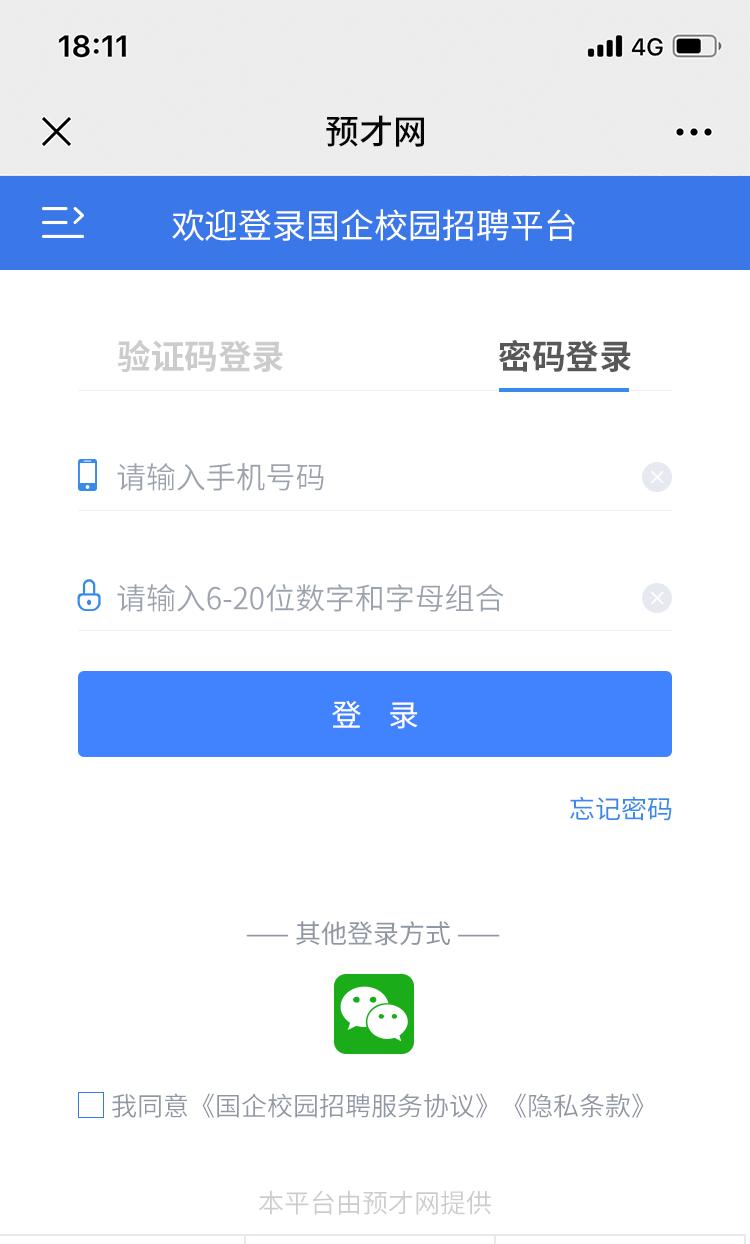 18:11
4G
预才网
欢迎登录国企校园招聘平台
验证码登录
密码登录
请输入手机号码
请输入6-20位数字和字母组合
登 录
忘记密码
其他登录方式
我同意《国企校园招聘服务协议》《隐私条款》
本平台由预才网提供